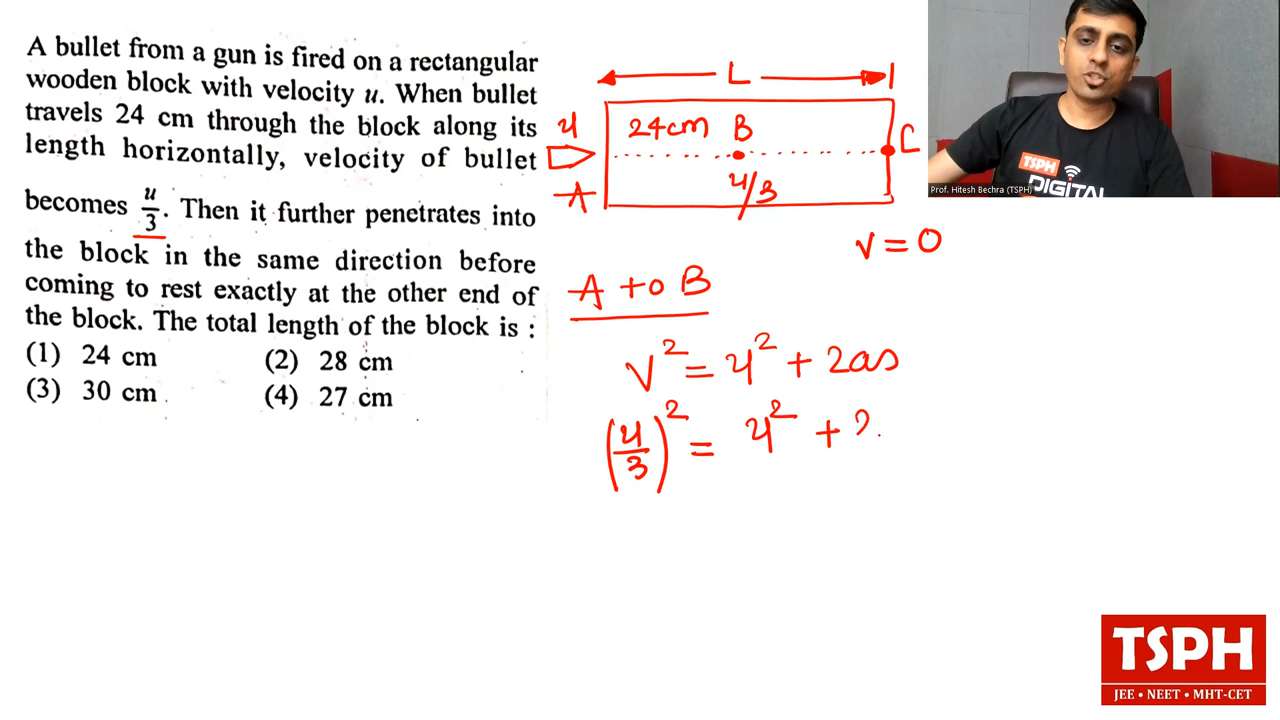 A bullet from a gun is fired on a rectangular
wooden block with velocity u. When bullet
travels 24 cm through the block along its
length horizontally, velocity of bullet
becomes u/3. Then it further penetrates into
the block in the same direction before
coming to rest exactly at the other end of
the block. The total length of the block is :
(1) 24 cm (2) 28 cm
(3) 30 cm (4) 27 cm
L
u 24cm B C
A u/3
v = 0
A to B
v² = u² + 2as
(u/3)² = u² + 2
TSPH
DIGITAL
Prof. Hitesh Bechra (TSPH)
TSPH
JEE • NEET • MHT-CET